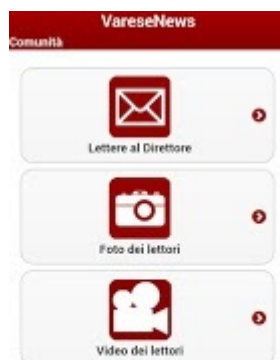 VareseNews
Comunità
Lettere al Direttore
Foto dei lettori
Video dei lettori